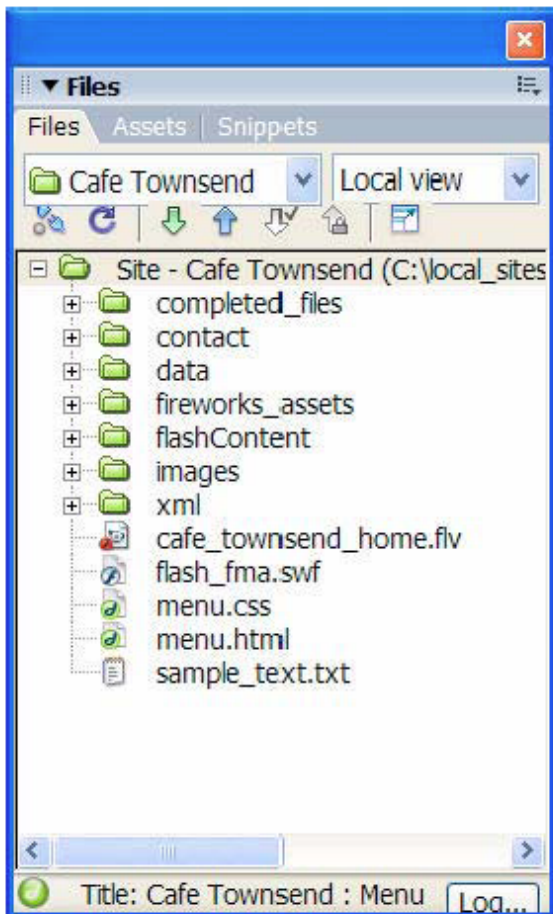 Files
Files Assets Snippets
Cafe Townsend Local view
Site - Cafe Townsend (C:\local_sites
completed_files
contact
data
fireworks_assets
flashContent
images
xml
cafe_townsend_home.flv
flash_fma.swf
menu.css
menu.html
sample_text.txt
Title: Cafe Townsend : Menu Log...